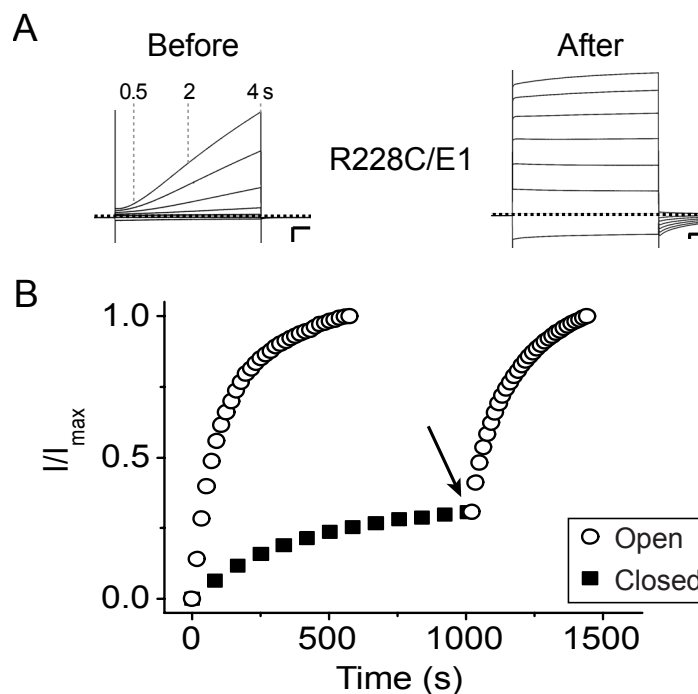 A
Before
After
0.5 2 4 s
R228C/E1
B
1.0
0.5
0.0
I/Imax
0 500 1000 1500
Time (s)
Open
Closed